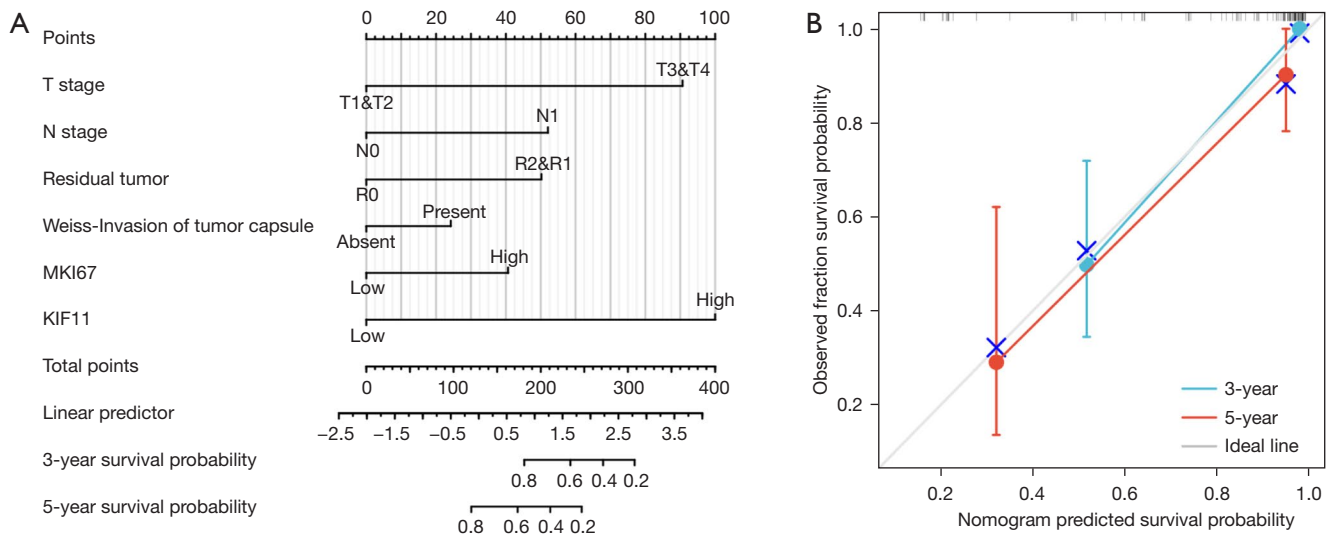 A
Points
0 20 40 60 80 100
T stage
T1&T2
T3&T4
N stage
N0
N1
Residual tumor
R0
R2&R1
Weiss-Invasion of tumor capsule
Absent
Present
MKI67
Low
High
KIF11
Low
High
Total points
0 100 200 300 400
Linear predictor
−2.5 −1.5 −0.5 0.5 1.5 2.5 3.5
3-year survival probability
0.8 0.6 0.4 0.2
5-year survival probability
0.8 0.6 0.4 0.2
B
Observed fraction survival probability
1.0
0.8
0.6
0.4
0.2
3-year
5-year
Ideal line
0.2 0.4 0.6 0.8 1.0
Nomogram predicted survival probability